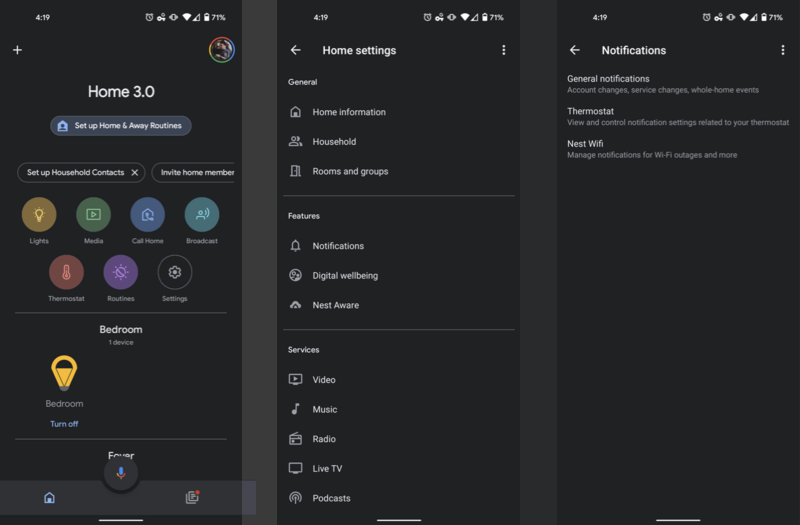 4:19
71%
Home 3.0
Set up Home & Away Routines
Set up Household Contacts
Invite home member
Lights
Media
Call Home
Broadcast
Thermostat
Routines
Settings
Bedroom
1 device
Bedroom
Turn off
Foyer
4:19
71%
Home settings
General
Home information
Household
Rooms and groups
Features
Notifications
Digital wellbeing
Nest Aware
Services
Video
Music
Radio
Live TV
Podcasts
4:19
71%
Notifications
General notifications
Account changes, service changes, whole-home events
Thermostat
View and control notification settings related to your thermostat
Nest Wifi
Manage notifications for Wi-Fi outages and more